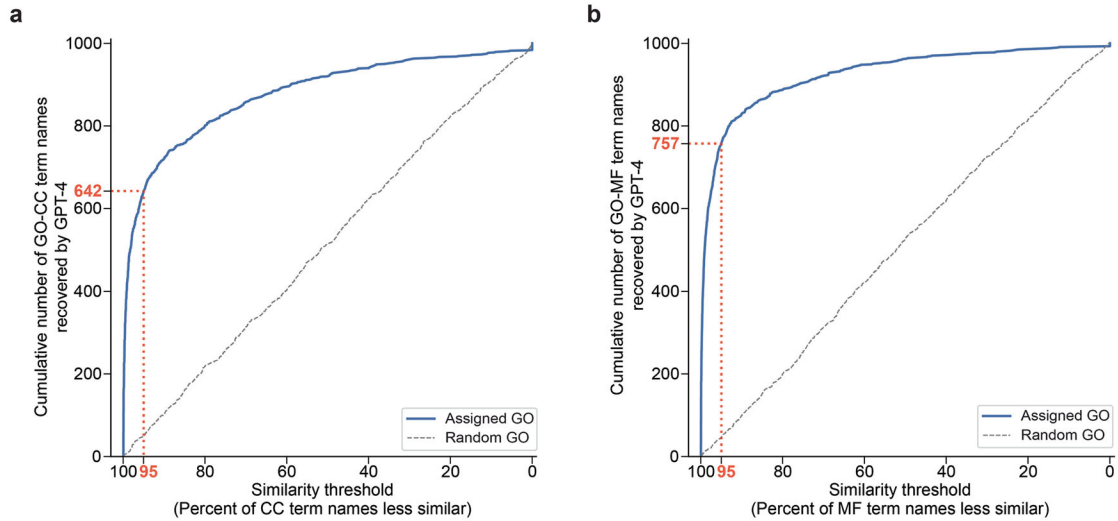 a
Cumulative number of GO-CC term names
recovered by GPT-4
1000
800
642
600
400
200
0
100
95
80
60
40
20
0
Similarity threshold
(Percent of CC term names less similar)
Assigned GO
Random GO
b
Cumulative number of GO-MF term names
recovered by GPT-4
1000
800
757
600
400
200
0
100
95
80
60
40
20
0
Similarity threshold
(Percent of MF term names less similar)
Assigned GO
Random GO